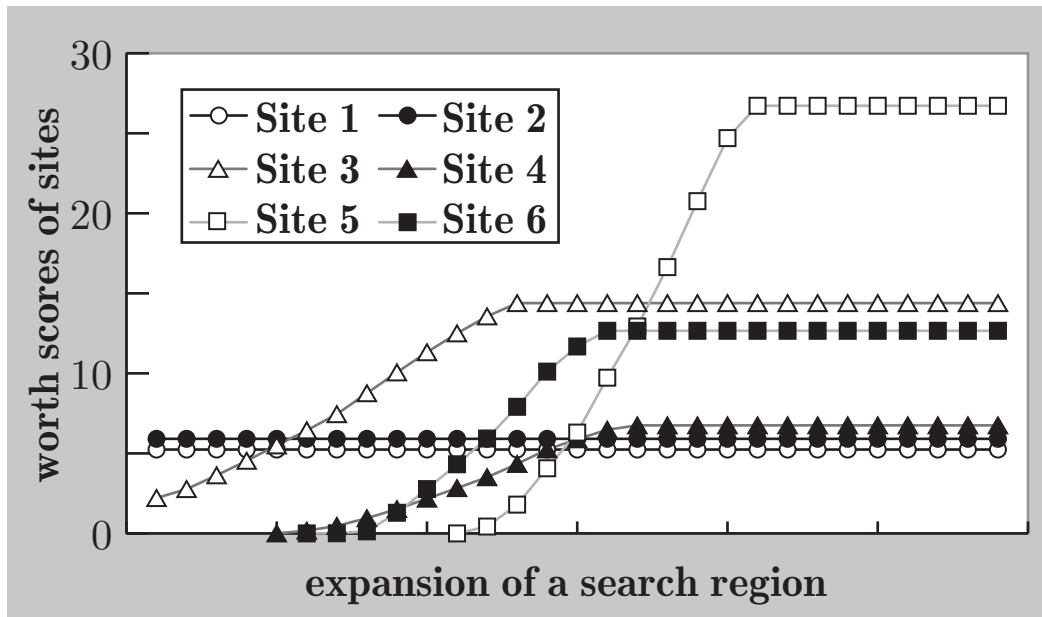 30
20
10
0
worth scores of sites
Site 1 Site 2
Site 3 Site 4
Site 5 Site 6
expansion of a search region